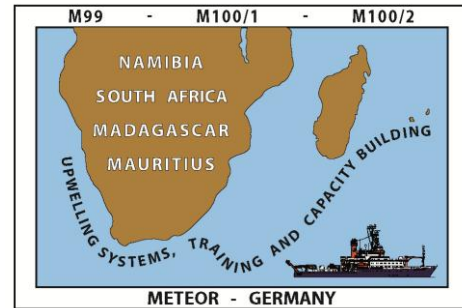 M99 - M100/1 - M100/2
NAMIBIA
SOUTH AFRICA
MADAGASCAR
MAURITIUS
UPWELLING SYSTEMS, TRAINING AND CAPACITY BUILDING
METEOR - GERMANY